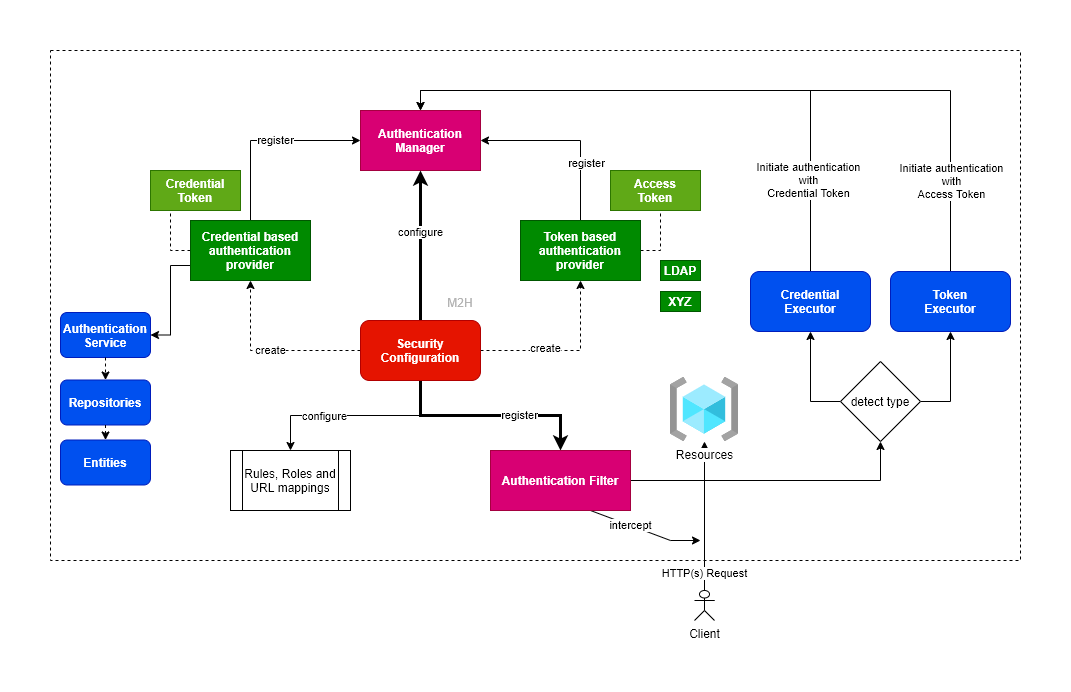 Authentication
Manager
register
register
Initiate authentication
with
Credential Token
Initiate authentication
with
Access Token
Credential
Token
Access
Token
Credential based
authentication
provider
configure
Token based
authentication
provider
LDAP
XYZ
M2H
Credential
Executor
Token
Executor
Authentication
Service
Security
Configuration
create
create
Repositories
detect type
configure
register
Resources
Entities
Rules, Roles and
URL mappings
Authentication Filter
intercept
HTTP(s) Request
Client